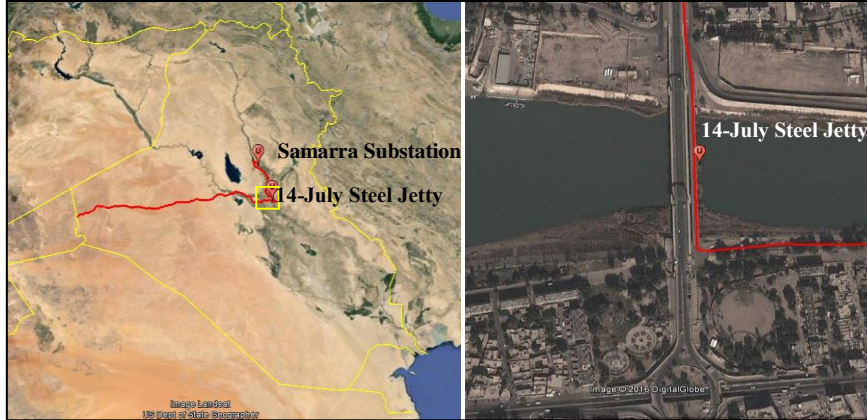 Samarra Substation
14-July Steel Jetty
Image Landsat
US Dept of State Geographer
14-July Steel Jetty
Image © 2016 DigitalGlobe